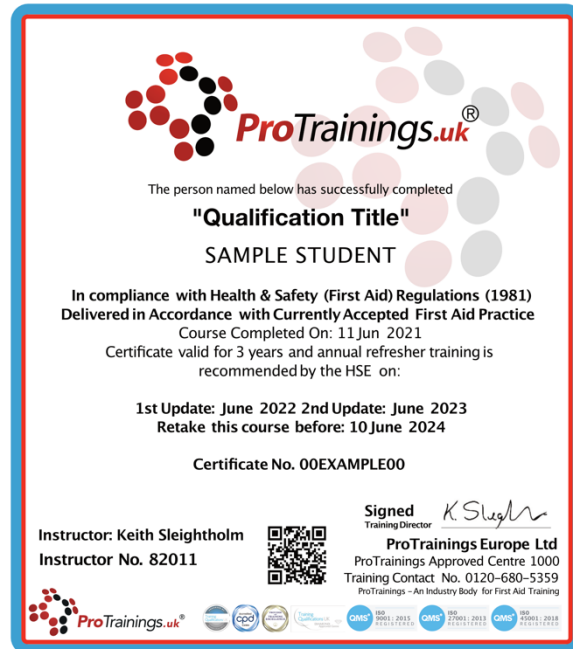 ProTrainings.uk®
The person named below has successfully completed
"Qualification Title"
SAMPLE STUDENT
In compliance with Health & Safety (First Aid) Regulations (1981)
Delivered in Accordance with Currently Accepted First Aid Practice
Course Completed On: 11 Jun 2021
Certificate valid for 3 years and annual refresher training is
recommended by the HSE on:
1st Update: June 2022 2nd Update: June 2023
Retake this course before: 10 June 2024
Certificate No. 00EXAMPLE00
Signed
Training Director
Instructor: Keith Sleightholm
Instructor No. 82011
ProTrainings Europe Ltd
ProTrainings Approved Centre 1000
Training Contact No. 0120-680-5359
ProTrainings - An Industry Body for First Aid Training
ProTrainings.uk®
cpd
QMS ISO 9001 : 2015 REGISTERED
QMS ISO 27001 : 2013 REGISTERED
QMS ISO 45001 : 2018 REGISTERED